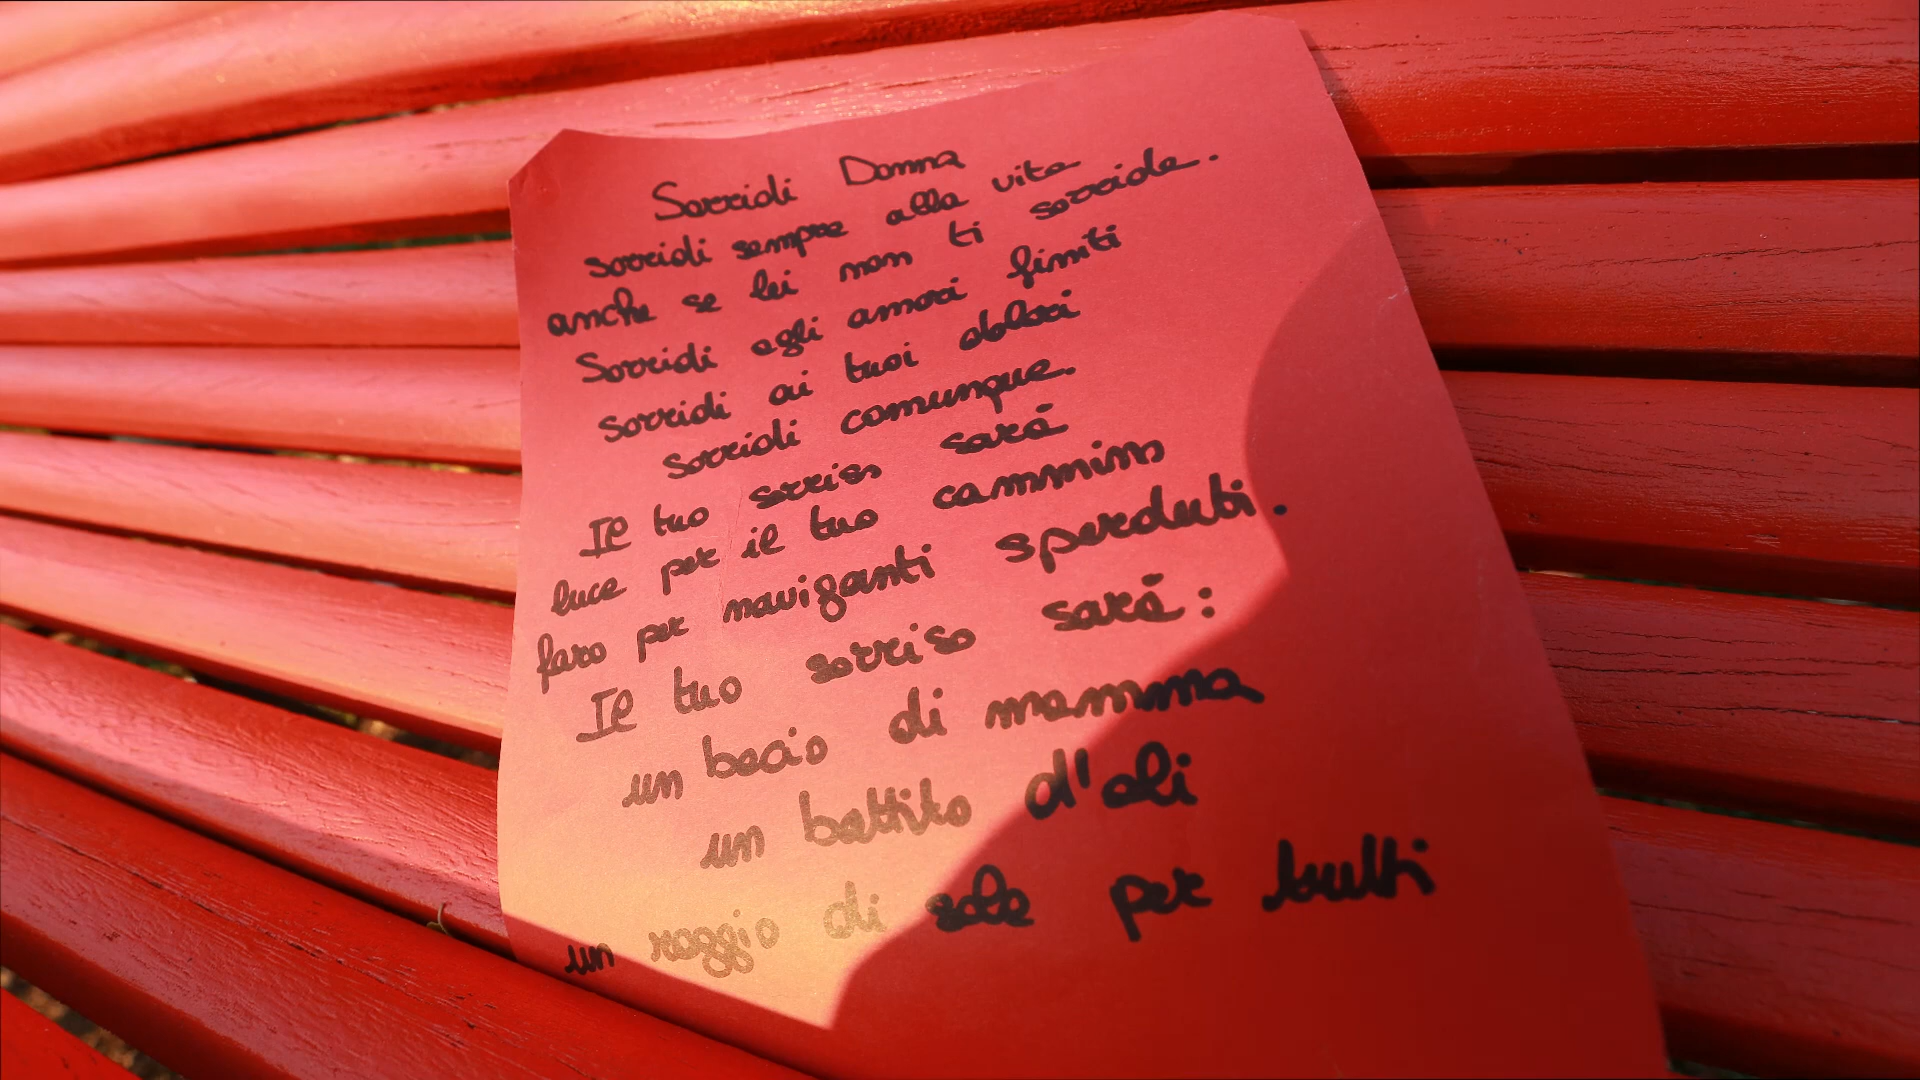 Sorridi Donna
sorridi sempre alla vita
anche se lei non ti sorride.
Sorridi agli amori finiti
sorridi ai tuoi dolori
sorridi comunque.
Il tuo sorriso sarà
luce per il tuo cammino
faro per naviganti sperduti.
Il tuo sorriso sarà:
un bacio di mamma
un battito d'ali
un raggio di sole per tutti